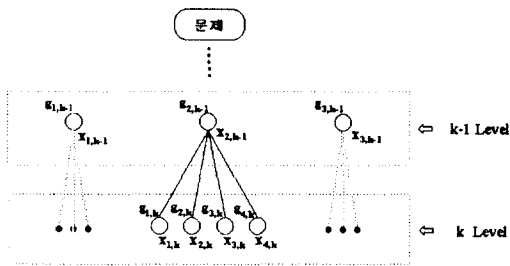 문제
g1,k-1 g2,k-1 g3,k-1
x1,k-1 x2,k-1 x3,k-1
⇦ k-1 Level
g1,k g2,k g3,k g4,k
x1,k x2,k x3,k x4,k
⇦ k Level